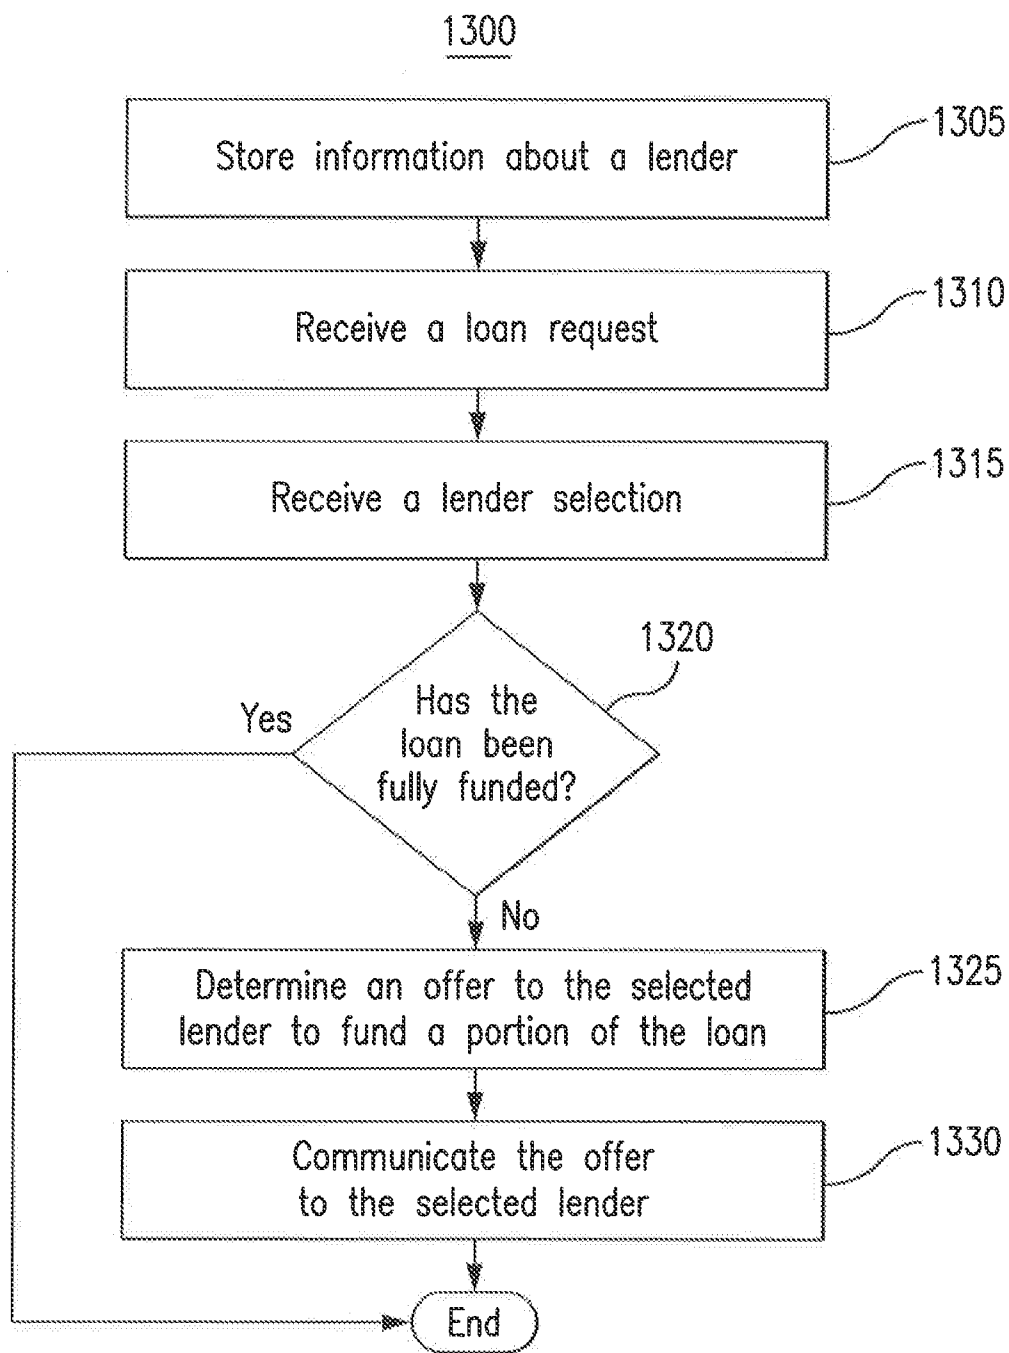 1300
Store information about a lender
1305
Receive a loan request
1310
Receive a lender selection
1315
1320
Has the
loan been
fully funded?
Yes
No
Determine an offer to the selected
lender to fund a portion of the loan
1325
Communicate the offer
to the selected lender
1330
End